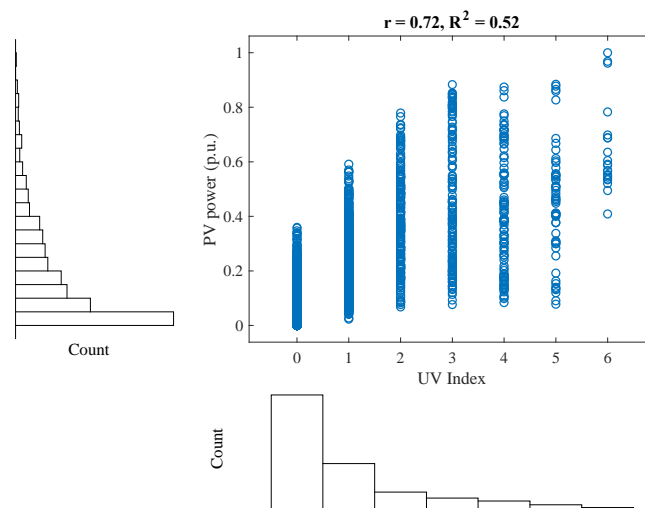 r = 0.72, R² = 0.52
1
0.8
0.6
0.4
0.2
0
PV power (p.u.)
Count
0 1 2 3 4 5 6
UV Index
Count